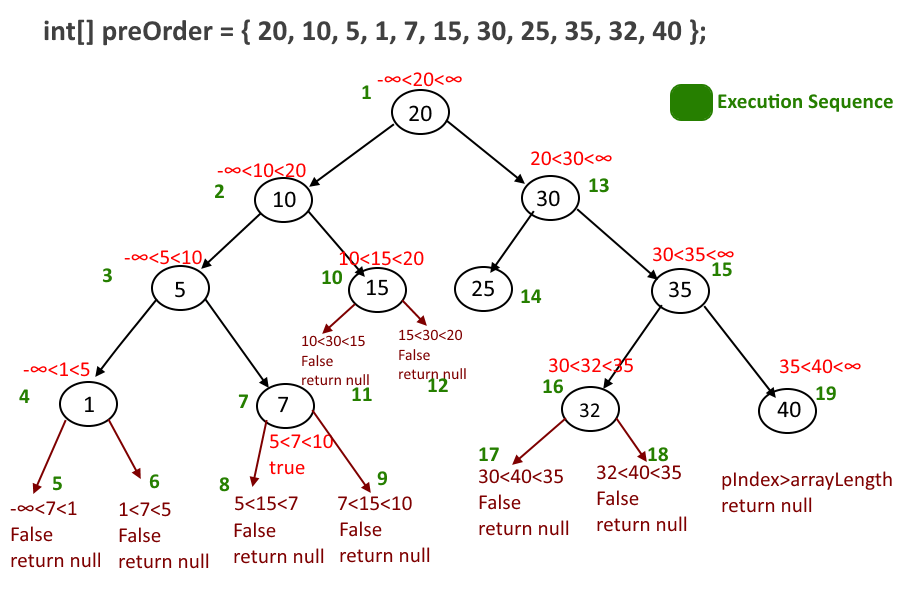 int[] preOrder = { 20, 10, 5, 1, 7, 15, 30, 25, 35, 32, 40 };
-∞<20<∞
1
20
Execution Sequence
-∞<10<20
2
10
20<30<∞
13
30
-∞<5<10
3
5
10<15<20
10
15
25
14
30<35<∞
15
35
10<30<15
False
return null
11
15<30<20
False
return null
12
-∞<1<5
4
1
7
7
5<7<10
true
30<32<35
16
32
35<40<∞
19
40
5
-∞<7<1
False
return null
6
1<7<5
False
return null
8
5<15<7
False
return null
9
7<15<10
False
return null
17
30<40<35
False
return null
18
32<40<35
False
return null
pIndex>arrayLength
return null